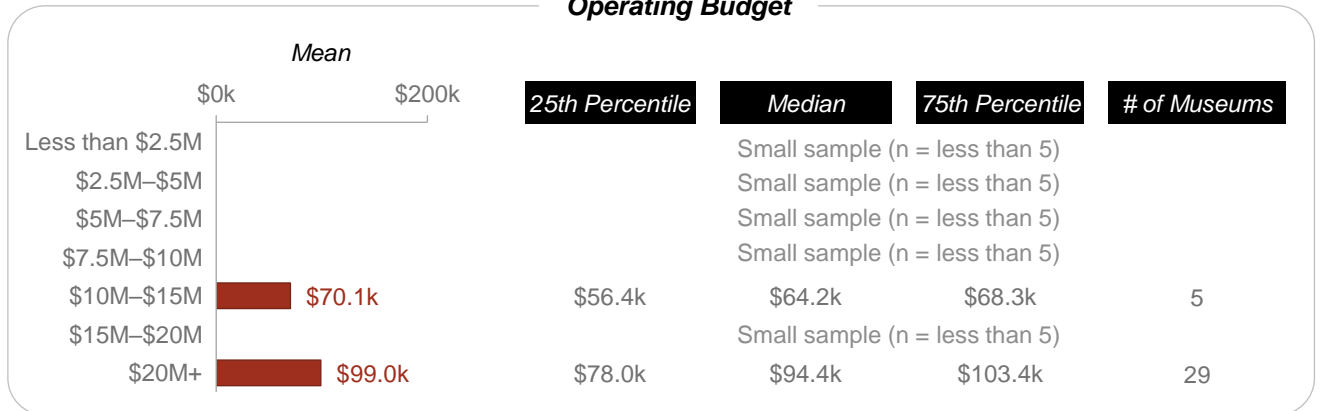 Operating Budget
Mean
$0k $200k 25th Percentile Median 75th Percentile # of Museums
Less than $2.5M Small sample (n = less than 5)
$2.5M–$5M Small sample (n = less than 5)
$5M–$7.5M Small sample (n = less than 5)
$7.5M–$10M Small sample (n = less than 5)
$10M–$15M $70.1k $56.4k $64.2k $68.3k 5
$15M–$20M Small sample (n = less than 5)
$20M+ $99.0k $78.0k $94.4k $103.4k 29